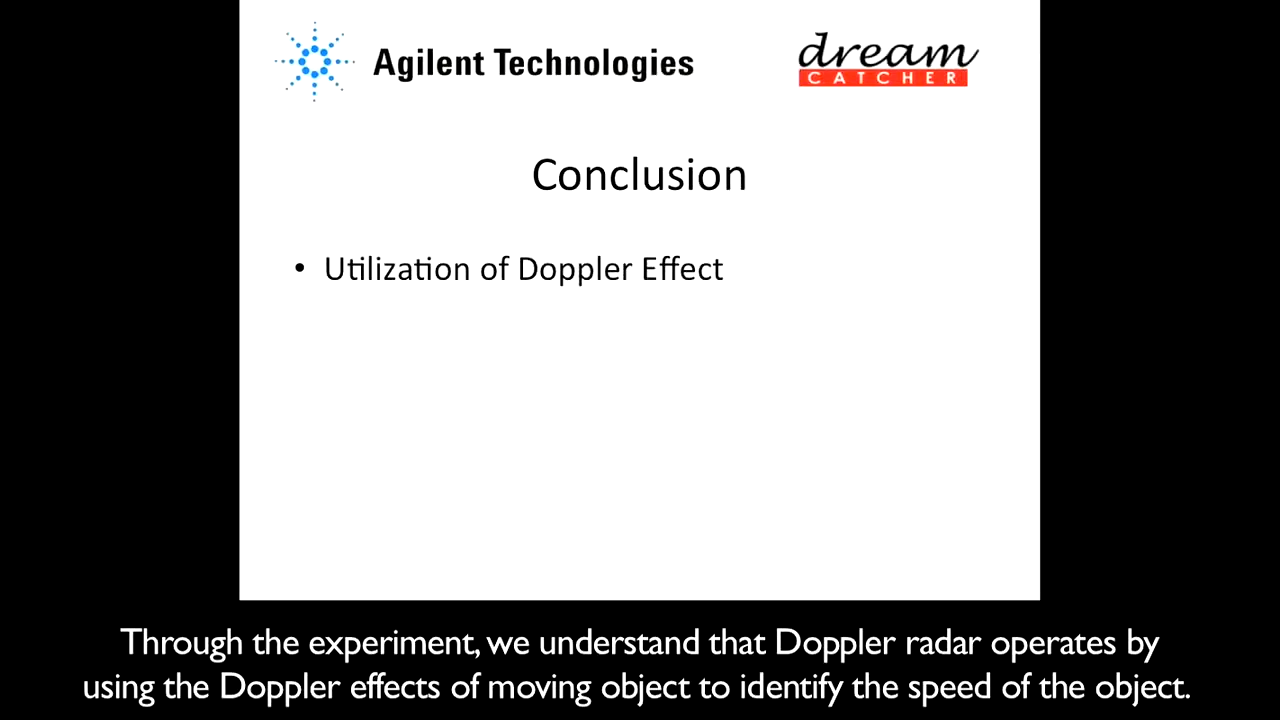 Agilent Technologies
dream
CATCHER
Conclusion
• Utilization of Doppler Effect
Through the experiment, we understand that Doppler radar operates by
using the Doppler effects of moving object to identify the speed of the object.